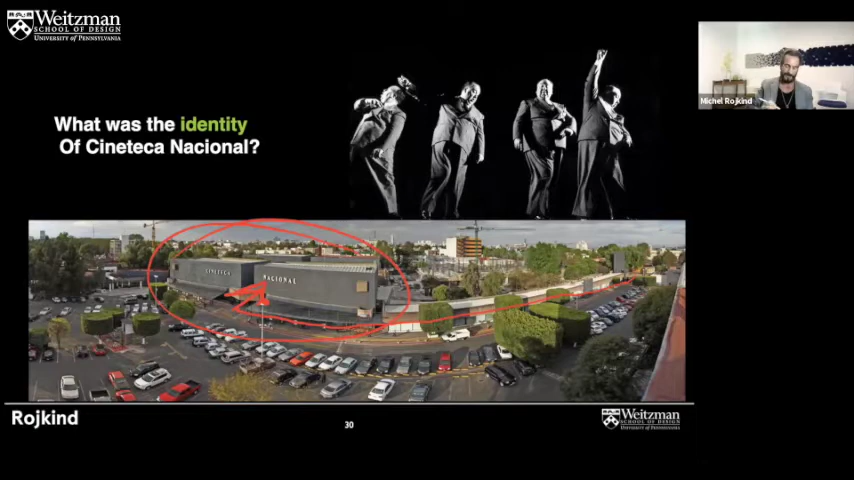 Weitzman
SCHOOL OF DESIGN
UNIVERSITY of PENNSYLVANIA
What was the identity
Of Cineteca Nacional?
Michel Rojkind
CINETECA
NACIONAL
Rojkind
30
Weitzman
SCHOOL OF DESIGN
UNIVERSITY of PENNSYLVANIA